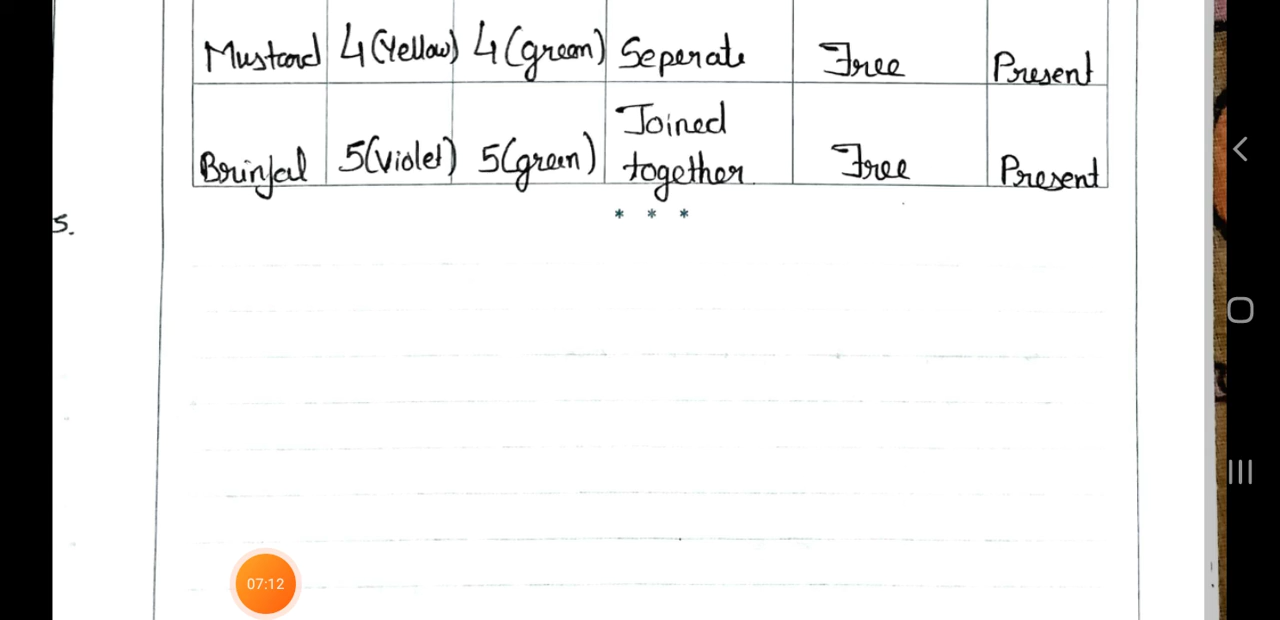 Mustard 4(Yellow) 4(green) Seperate Free Present
Brinjal 5(violet) 5(green) Joined together Free Present
* * *
5.
07:12